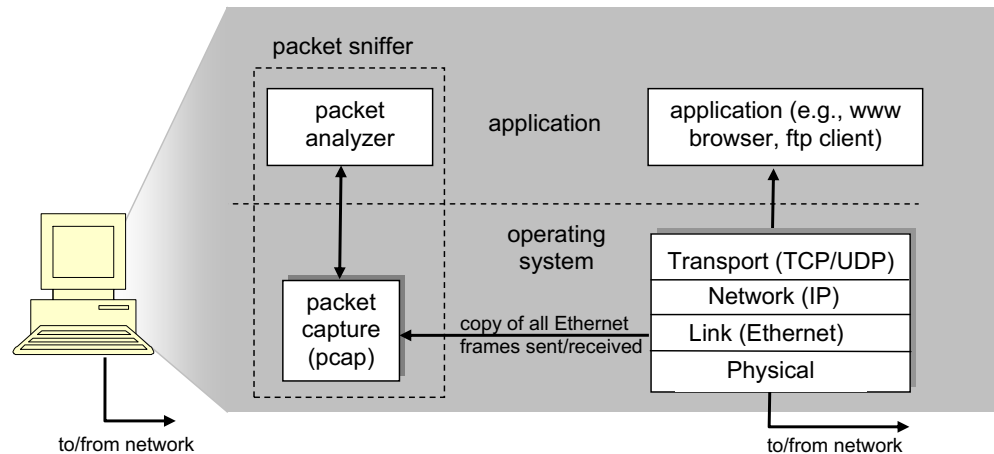 packet sniffer
packet
analyzer
application
application (e.g., www
browser, ftp client)
operating
system
packet
capture
(pcap)
copy of all Ethernet
frames sent/received
Transport (TCP/UDP)
Network (IP)
Link (Ethernet)
Physical
to/from network
to/from network